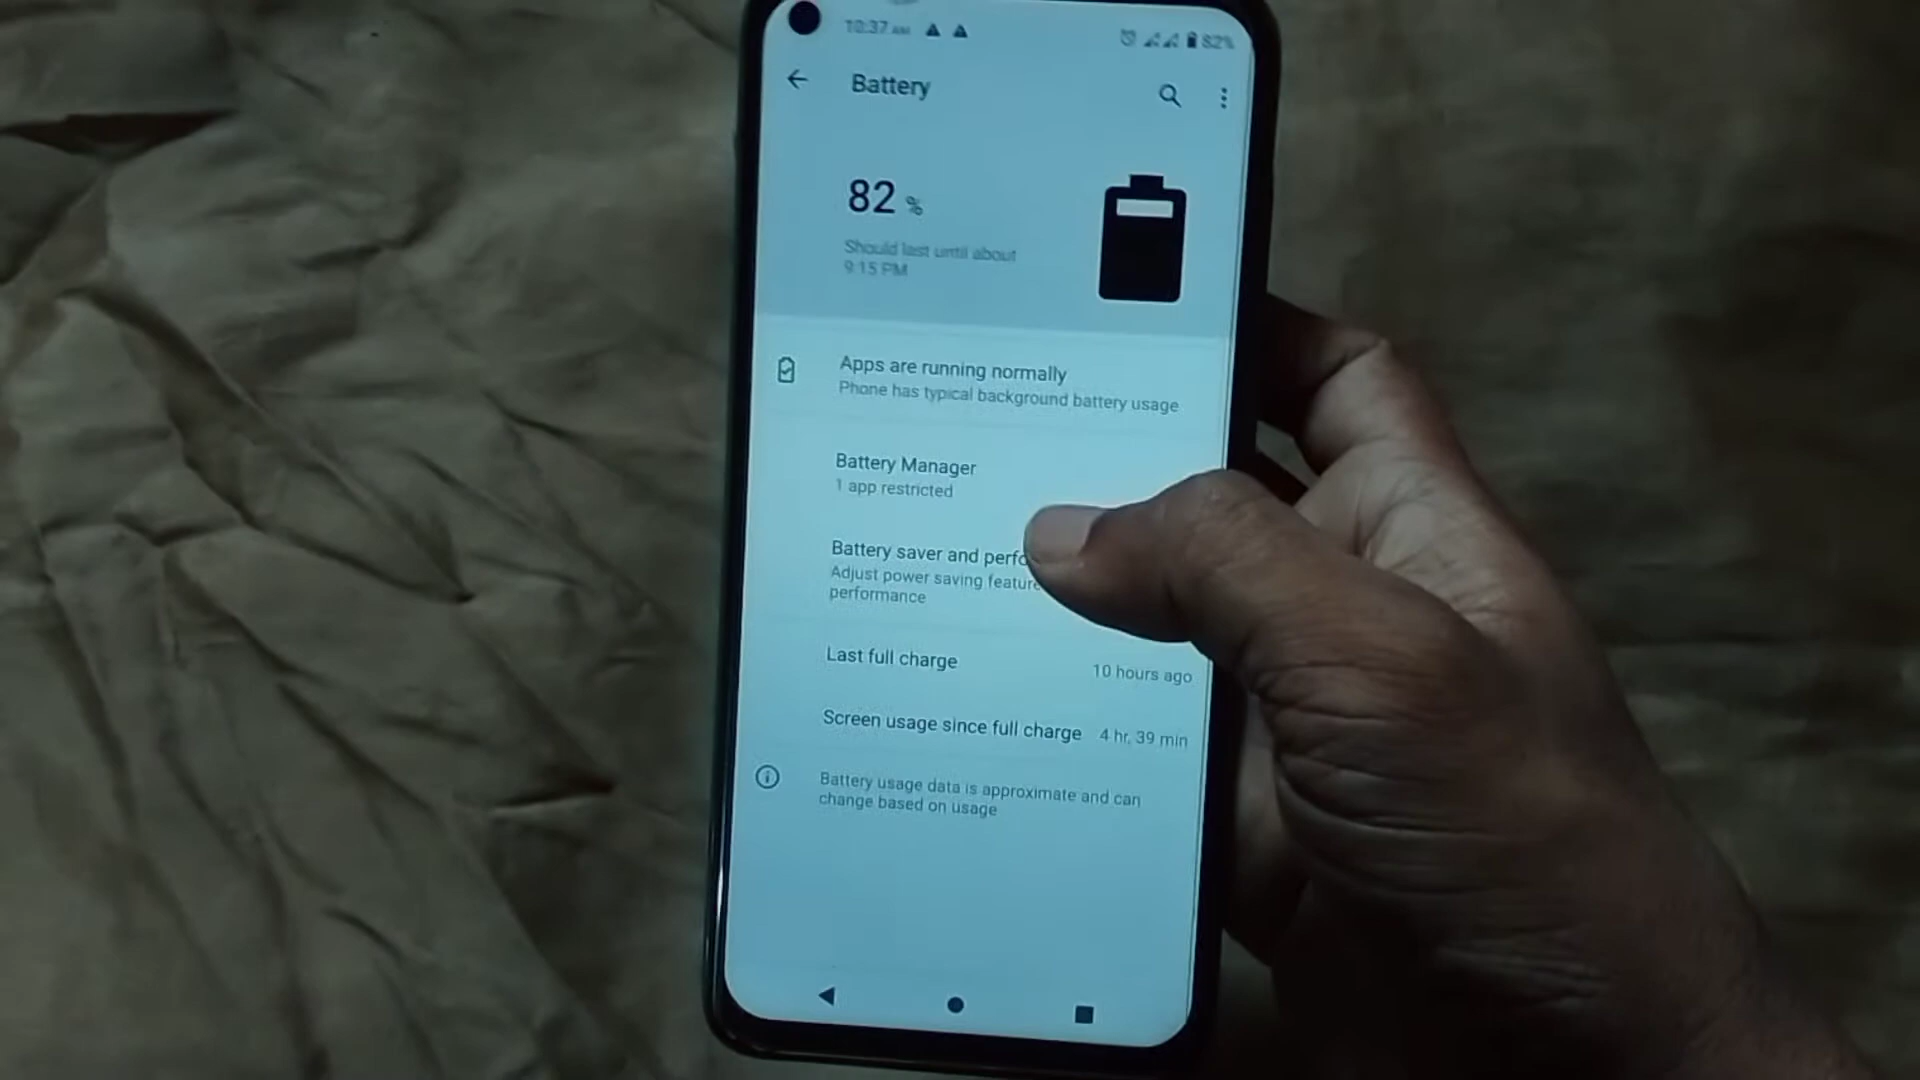 10:37 AM 82%
Battery
82 %
Should last until about
9:15 PM
Apps are running normally
Phone has typical background battery usage
Battery Manager
1 app restricted
Battery saver and
Adjust power saving
performance
Last full charge 10 hours ago
Screen usage since full charge 4 hr, 39 min
Battery usage data is approximate and can
change based on usage